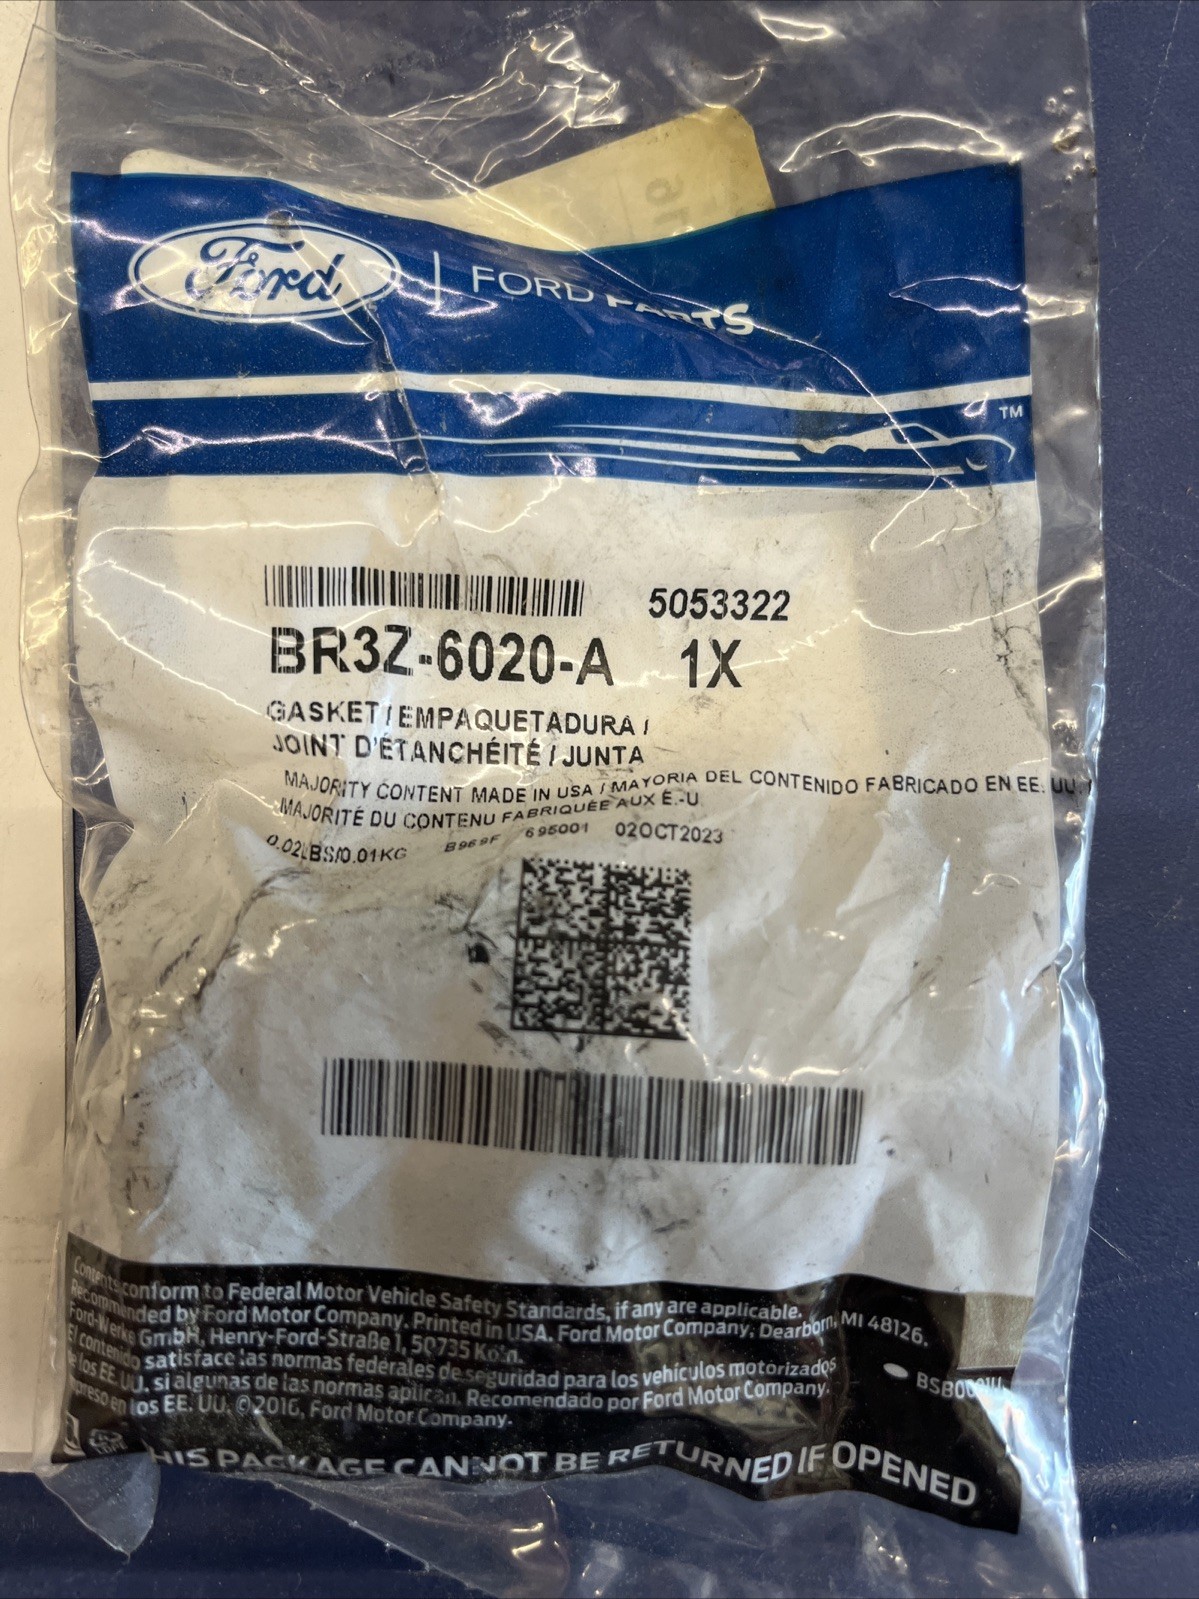 Ford
FORD PARTS
TM
5053322
BR3Z-6020-A 1X
GASKET / EMPAQUETADURA /
JOINT D'ÉTANCHÉITÉ / JUNTA
MAJORITY CONTENT MADE IN USA / MAYORIA DEL CONTENIDO FABRICADO EN EE. UU. /
MAJORITÉ DU CONTENU FABRIQUÉE AUX É.-U
0.02LBS/0.01KG B969F 695001 02OCT2023
Contents conform to Federal Motor Vehicle Safety Standards, if any are applicable.
Recommended by Ford Motor Company. Printed in USA. Ford Motor Company, Dearborn, MI 48126.
Ford-Werke GmbH, Henry-Ford-Straße 1, 50735 Köln.
El contenido satisface las normas federales de seguridad para los vehículos motorizados
de los EE. UU. si algunas de las normas aplican. Recomendado por Ford Motor Company.
Impreso en los EE. UU. © 2016, Ford Motor Company.
THIS PACKAGE CANNOT BE RETURNED IF OPENED